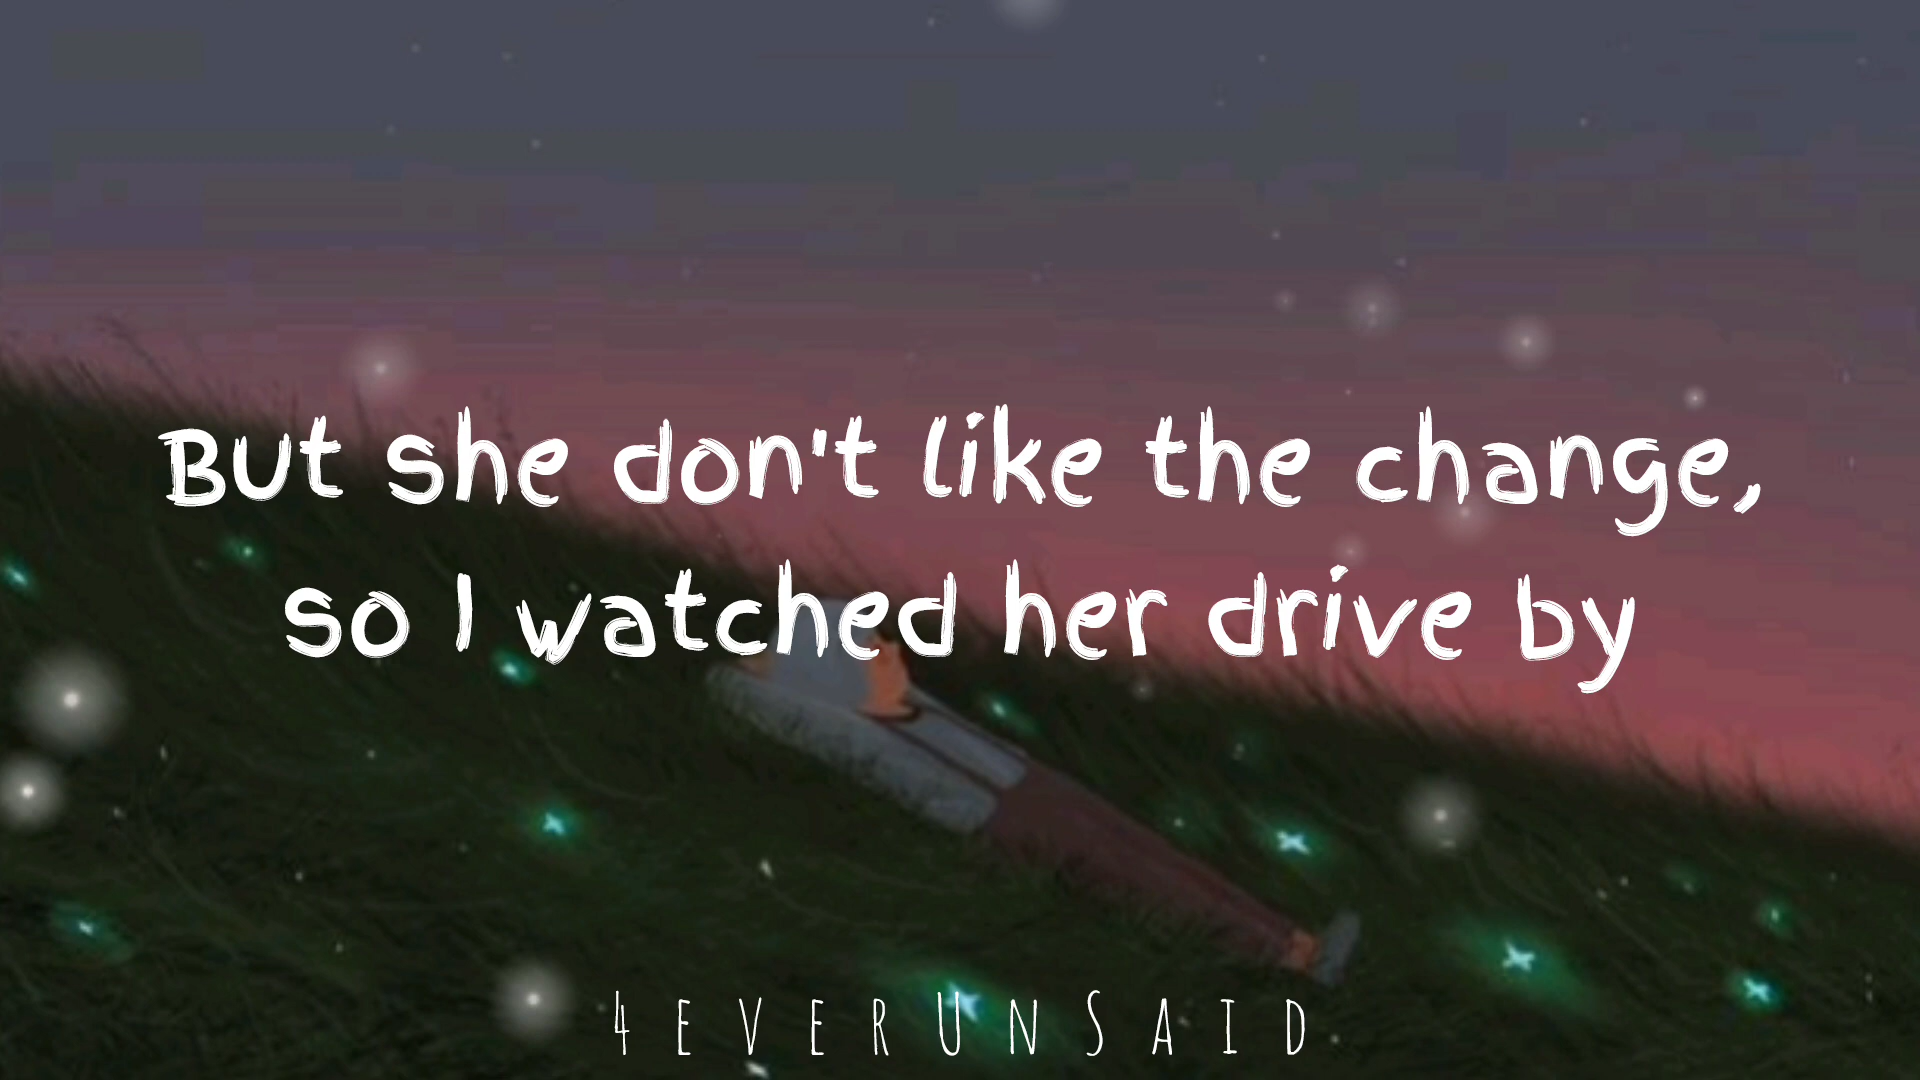 But she don't like the change,
so I watched her drive by
4EVERUNSAID